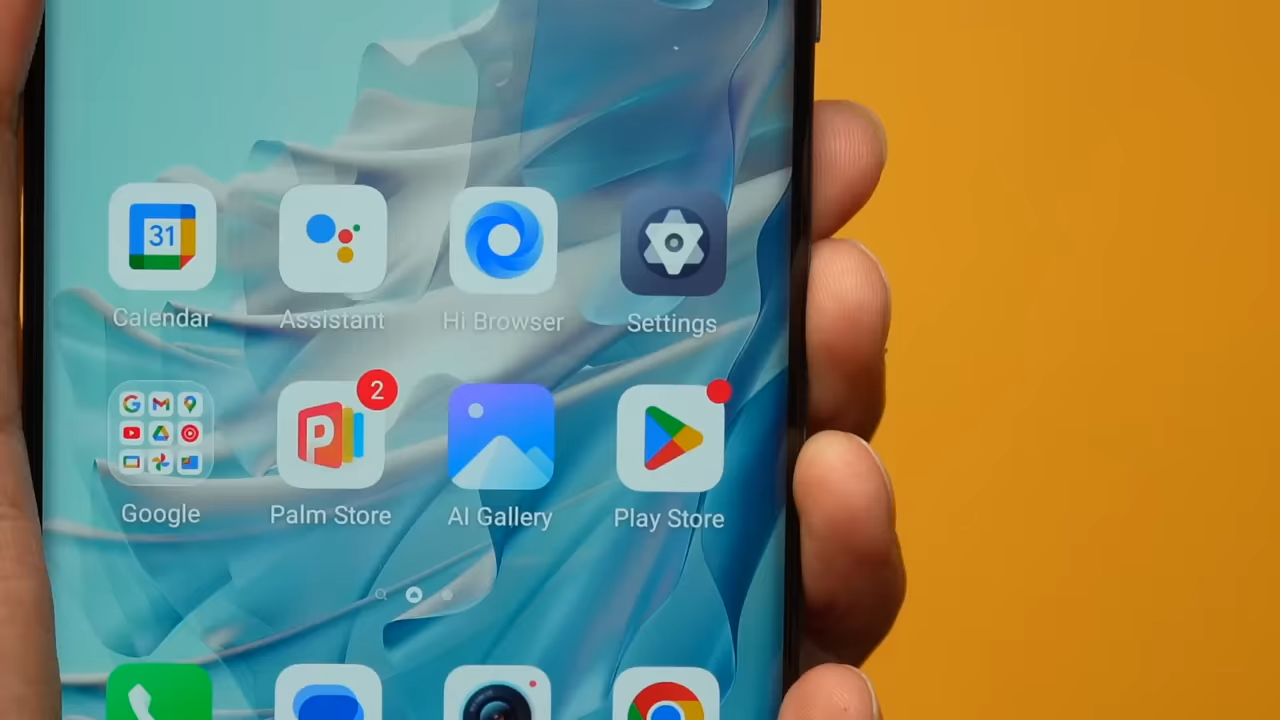 31
Calendar
Assistant
Hi Browser
Settings
2
Google
Palm Store
AI Gallery
Play Store